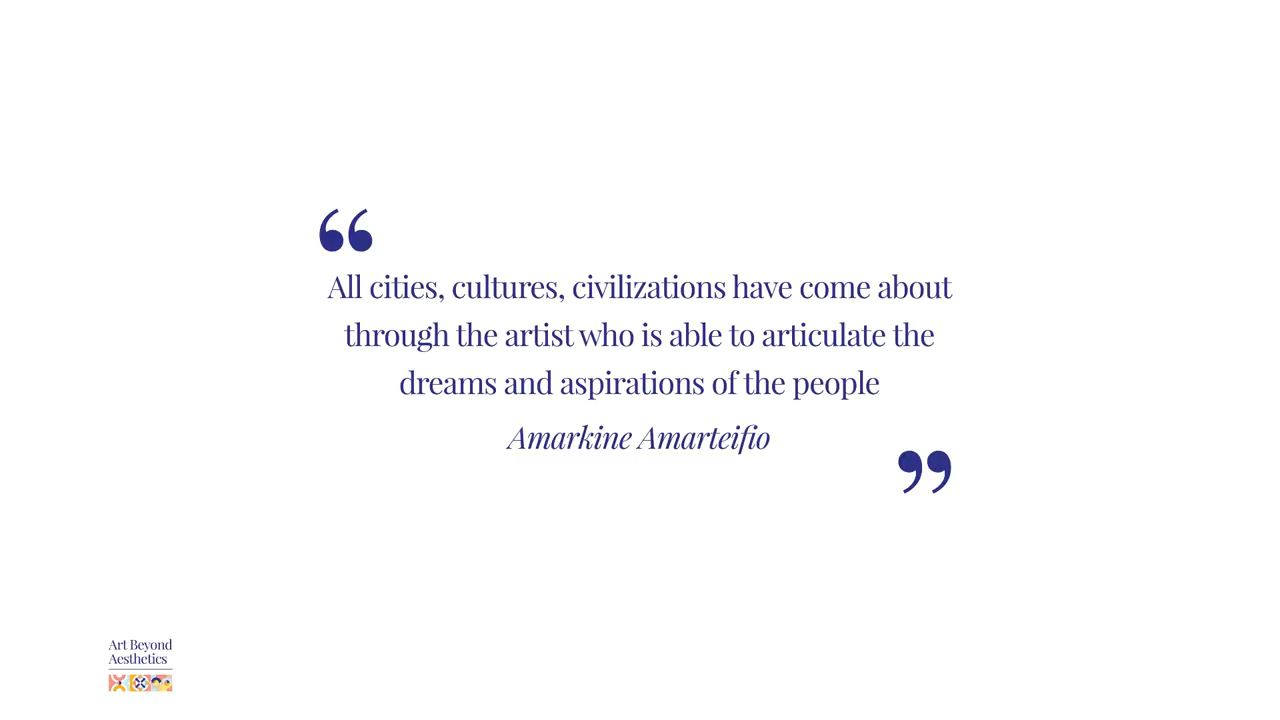 “
All cities, cultures, civilizations have come about
through the artist who is able to articulate the
dreams and aspirations of the people
Amarkine Amarteifio
”
Art Beyond
Aesthetics